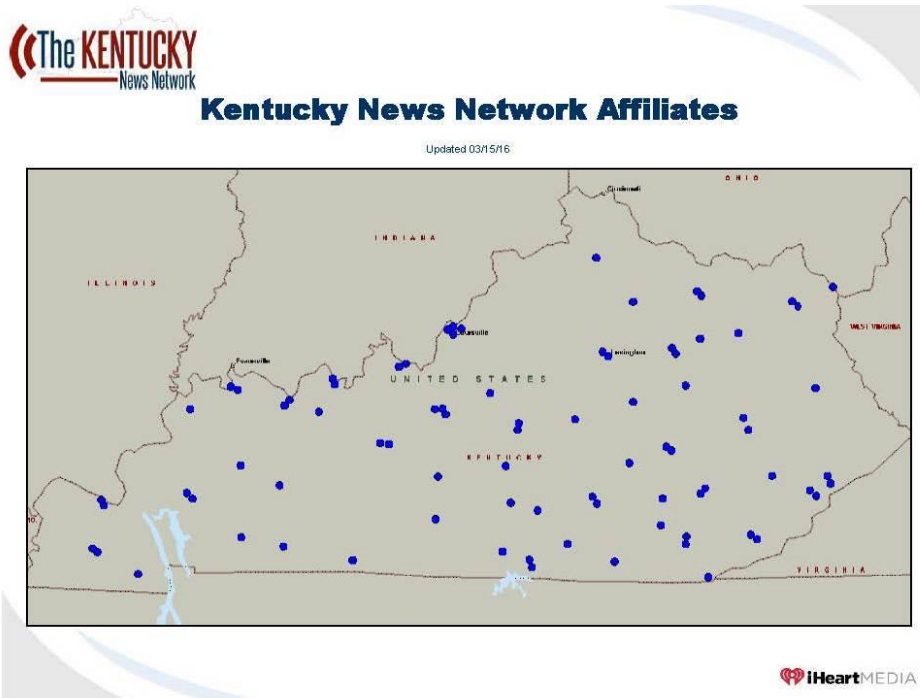 The KENTUCKY
News Network
Kentucky News Network Affiliates
Updated 03/15/16
OHIO
Cincinnati
INDIANA
ILLINOIS
WEST VIRGINIA
Louisville
Lexington
Evansville
UNITED STATES
KENTUCKY
MO.
VIRGINIA
iHeartMEDIA